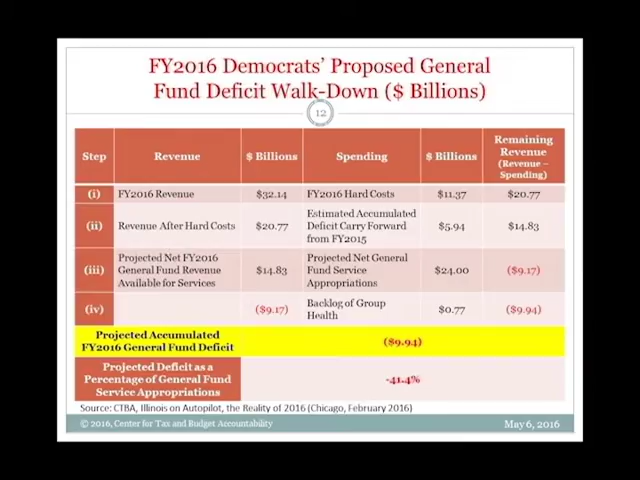 FY2016 Democrats' Proposed General
Fund Deficit Walk-Down ($ Billions)
12
Step Revenue $ Billions Spending $ Billions Remaining Revenue (Revenue – Spending)
(i) FY2016 Revenue $32.14 FY2016 Hard Costs $11.37 $20.77
(ii) Revenue After Hard Costs $20.77 Estimated Accumulated Deficit Carry Forward from FY2015 $5.94 $14.83
(iii) Projected Net FY2016 General Fund Revenue Available for Services $14.83 Projected Net General Fund Service Appropriations $24.00 ($9.17)
(iv) ($9.17) Backlog of Group Health $0.77 ($9.94)
Projected Accumulated
FY2016 General Fund Deficit ($9.94)
Projected Deficit as a
Percentage of General Fund
Service Appropriations -41.4%
Source: CTBA, Illinois on Autopilot, the Reality of 2016 (Chicago, February 2016)
© 2016, Center for Tax and Budget Accountability May 6, 2016